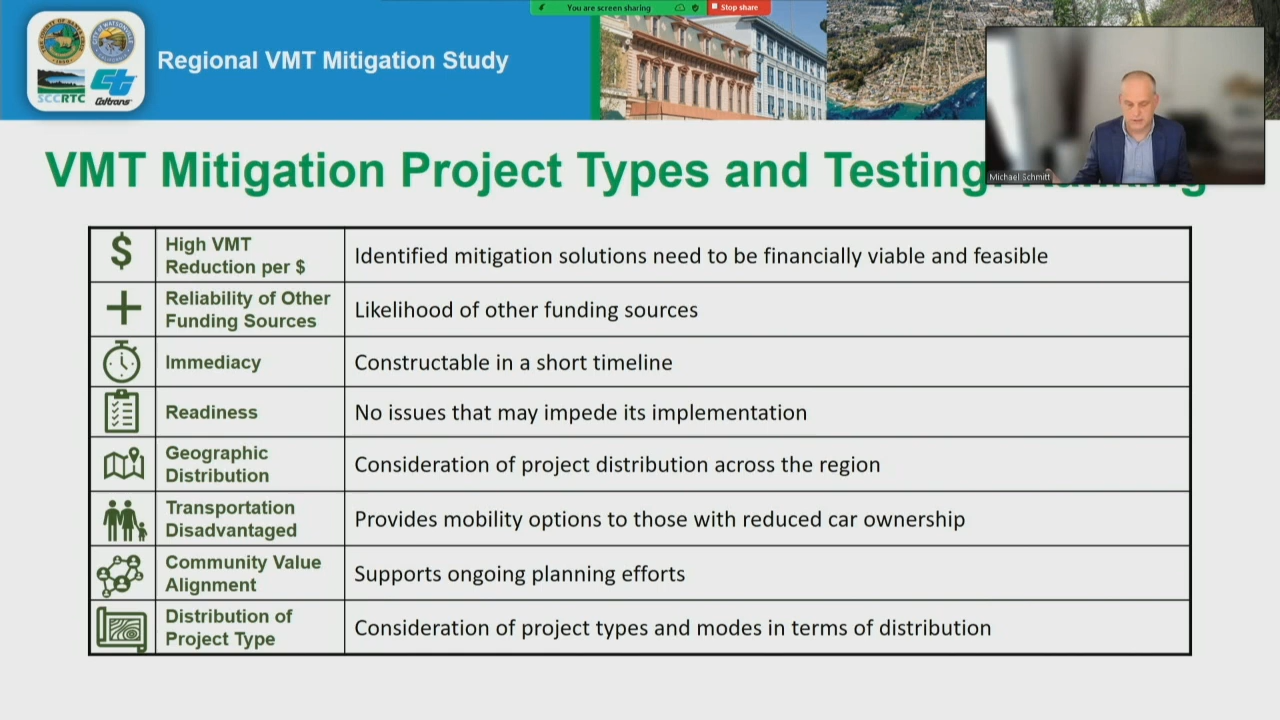 You are screen sharing
Stop share
SCCRTC
Caltrans
Regional VMT Mitigation Study
Michael Schmitt
VMT Mitigation Project Types and Testing:
$
High VMT
Reduction per $
Identified mitigation solutions need to be financially viable and feasible
Reliability of Other
Funding Sources
Likelihood of other funding sources
Immediacy
Constructable in a short timeline
Readiness
No issues that may impede its implementation
Geographic
Distribution
Consideration of project distribution across the region
Transportation
Disadvantaged
Provides mobility options to those with reduced car ownership
Community Value
Alignment
Supports ongoing planning efforts
Distribution of
Project Type
Consideration of project types and modes in terms of distribution